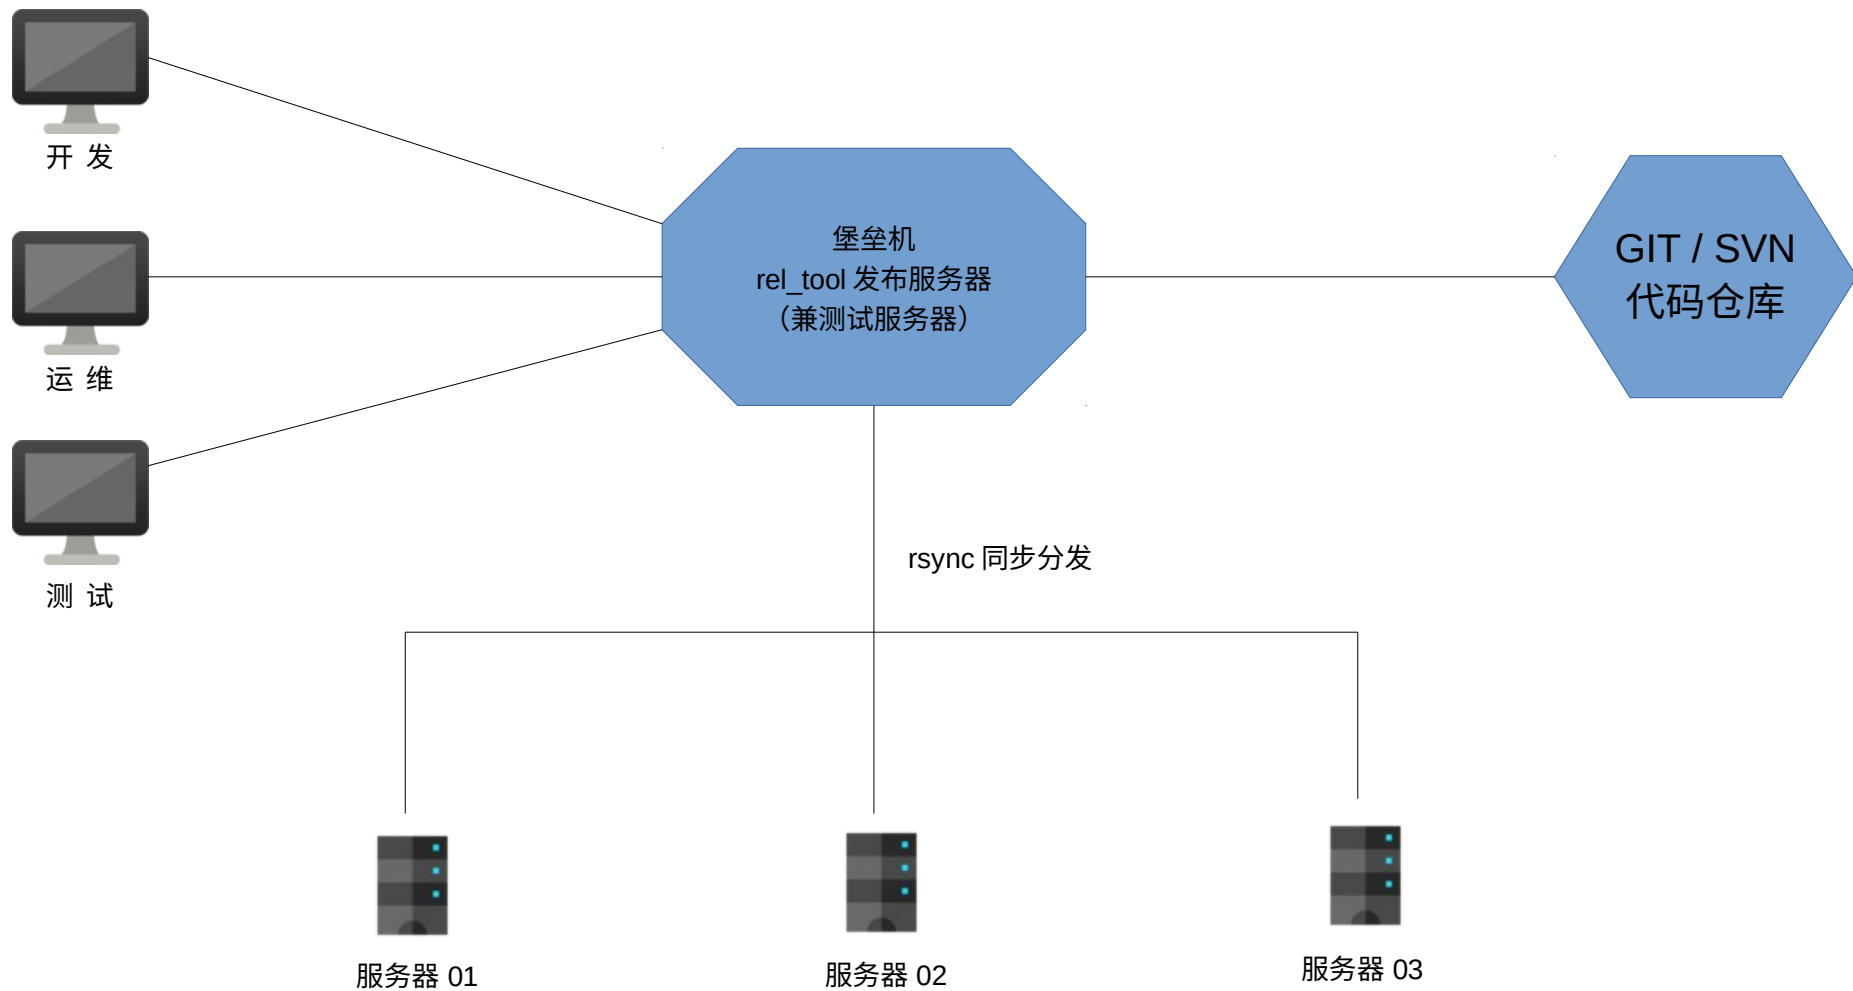 开 发
运 维
测 试
堡垒机
rel_tool 发布服务器
（兼测试服务器）
GIT / SVN
代码仓库
rsync 同步分发
服务器 01
服务器 02
服务器 03